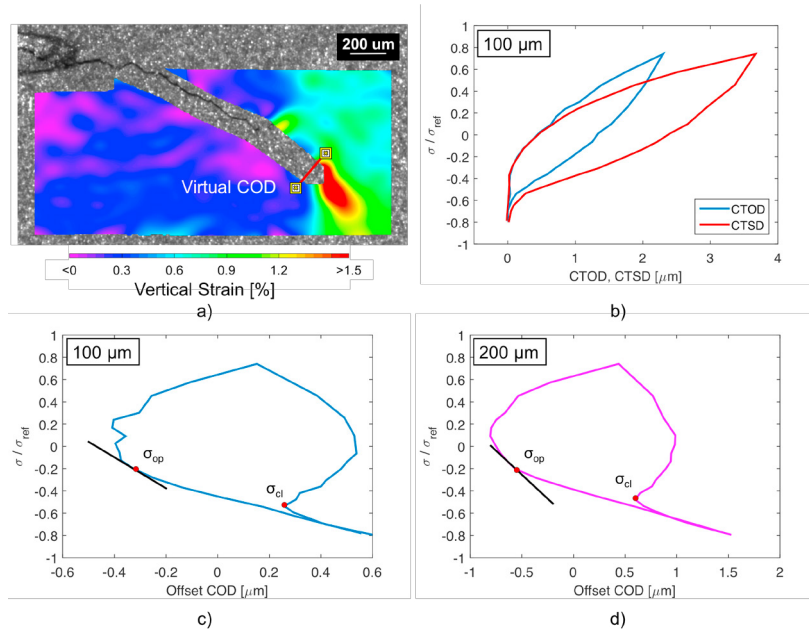 200 um
Virtual COD
<0 0.3 0.6 0.9 1.2 >1.5
Vertical Strain [%]
a)
100 µm
σ / σref
1
0.8
0.6
0.4
0.2
0
-0.2
-0.4
-0.6
-0.8
-1
CTOD
CTSD
0 1 2 3 4
CTOD, CTSD [µm]
b)
100 µm
σ / σref
1
0.8
0.6
0.4
0.2
0
-0.2
-0.4
-0.6
-0.8
-1
σop
σcl
-0.6 -0.4 -0.2 0 0.2 0.4 0.6
Offset COD [µm]
c)
200 µm
σ / σref
1
0.8
0.6
0.4
0.2
0
-0.2
-0.4
-0.6
-0.8
-1
σop
σcl
-1 -0.5 0 0.5 1 1.5 2
Offset COD [µm]
d)